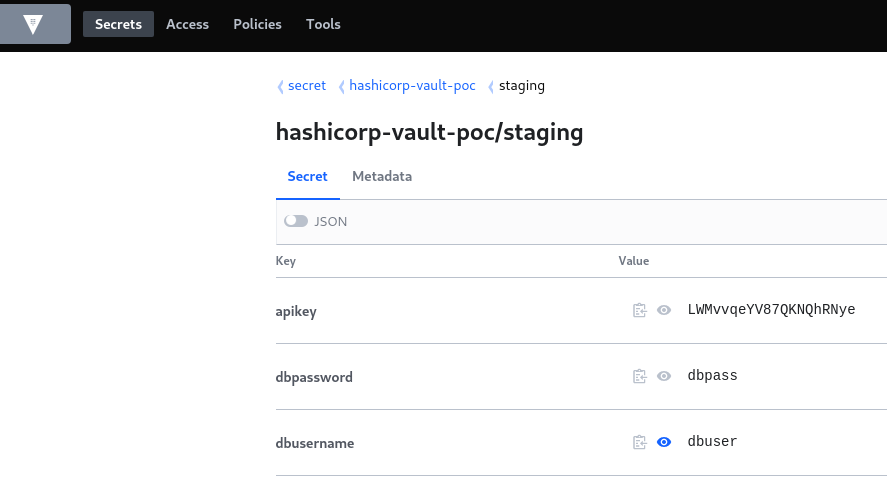 Secrets Access Policies Tools
secret hashicorp-vault-poc staging
hashicorp-vault-poc/staging
Secret Metadata
JSON
Key Value
apikey LWMvvqeYV87QKNQhRNye
dbpassword dbpass
dbusername dbuser